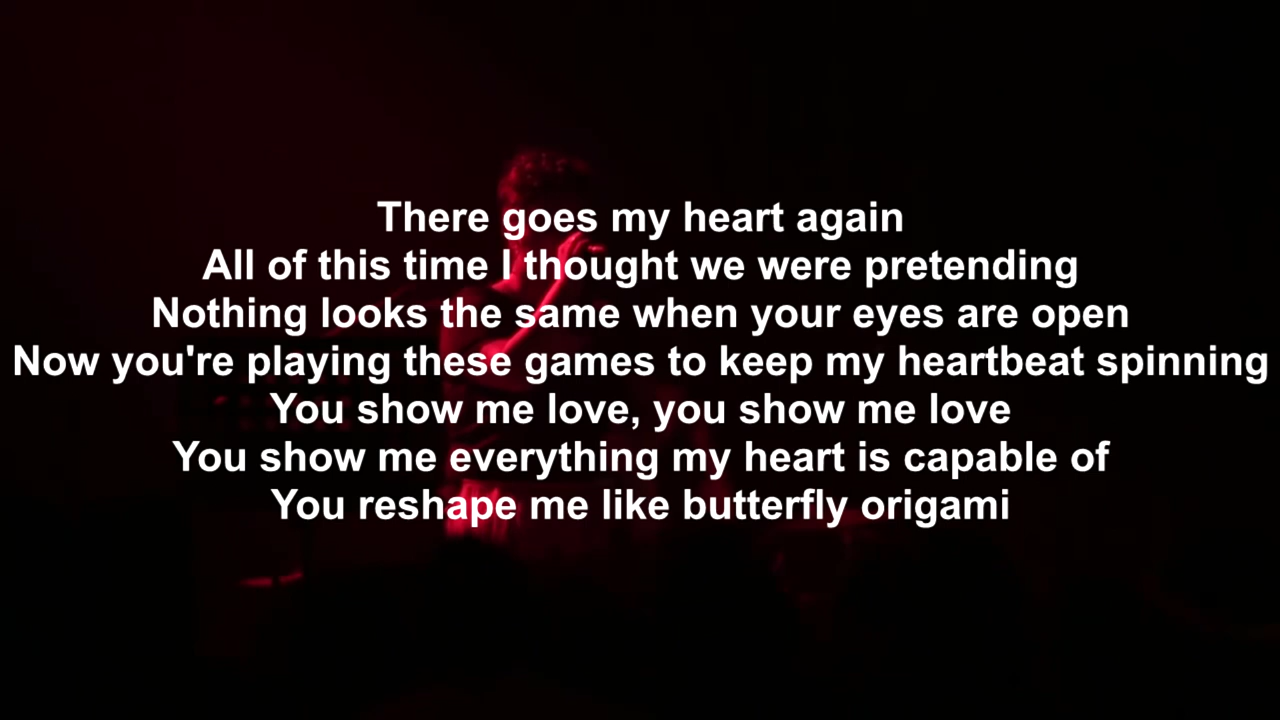 There goes my heart again
All of this time I thought we were pretending
Nothing looks the same when your eyes are open
Now you're playing these games to keep my heartbeat spinning
You show me love, you show me love
You show me everything my heart is capable of
You reshape me like butterfly origami